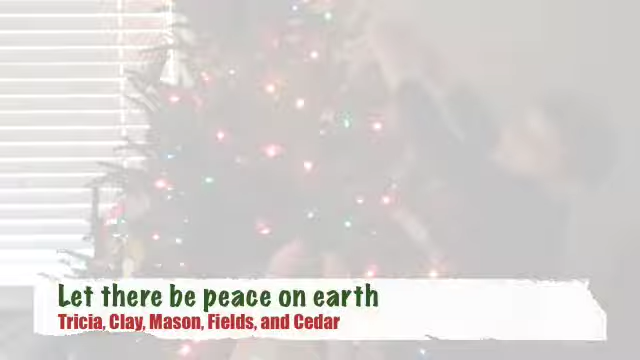 Let there be peace on earth
Tricia, Clay, Mason, Fields, and Cedar